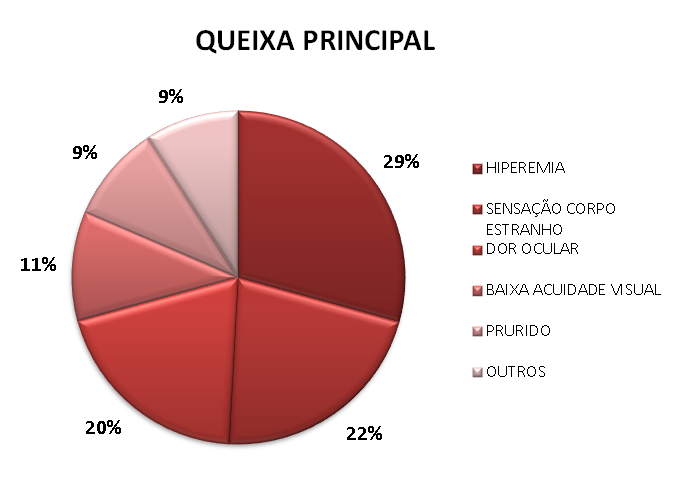 QUEIXA PRINCIPAL
9%
9%
29%
11%
20%
22%
HIPEREMIA
SENSAÇÃO CORPO
ESTRANHO
DOR OCULAR
BAIXA ACUIDADE VISUAL
PRURIDO
OUTROS